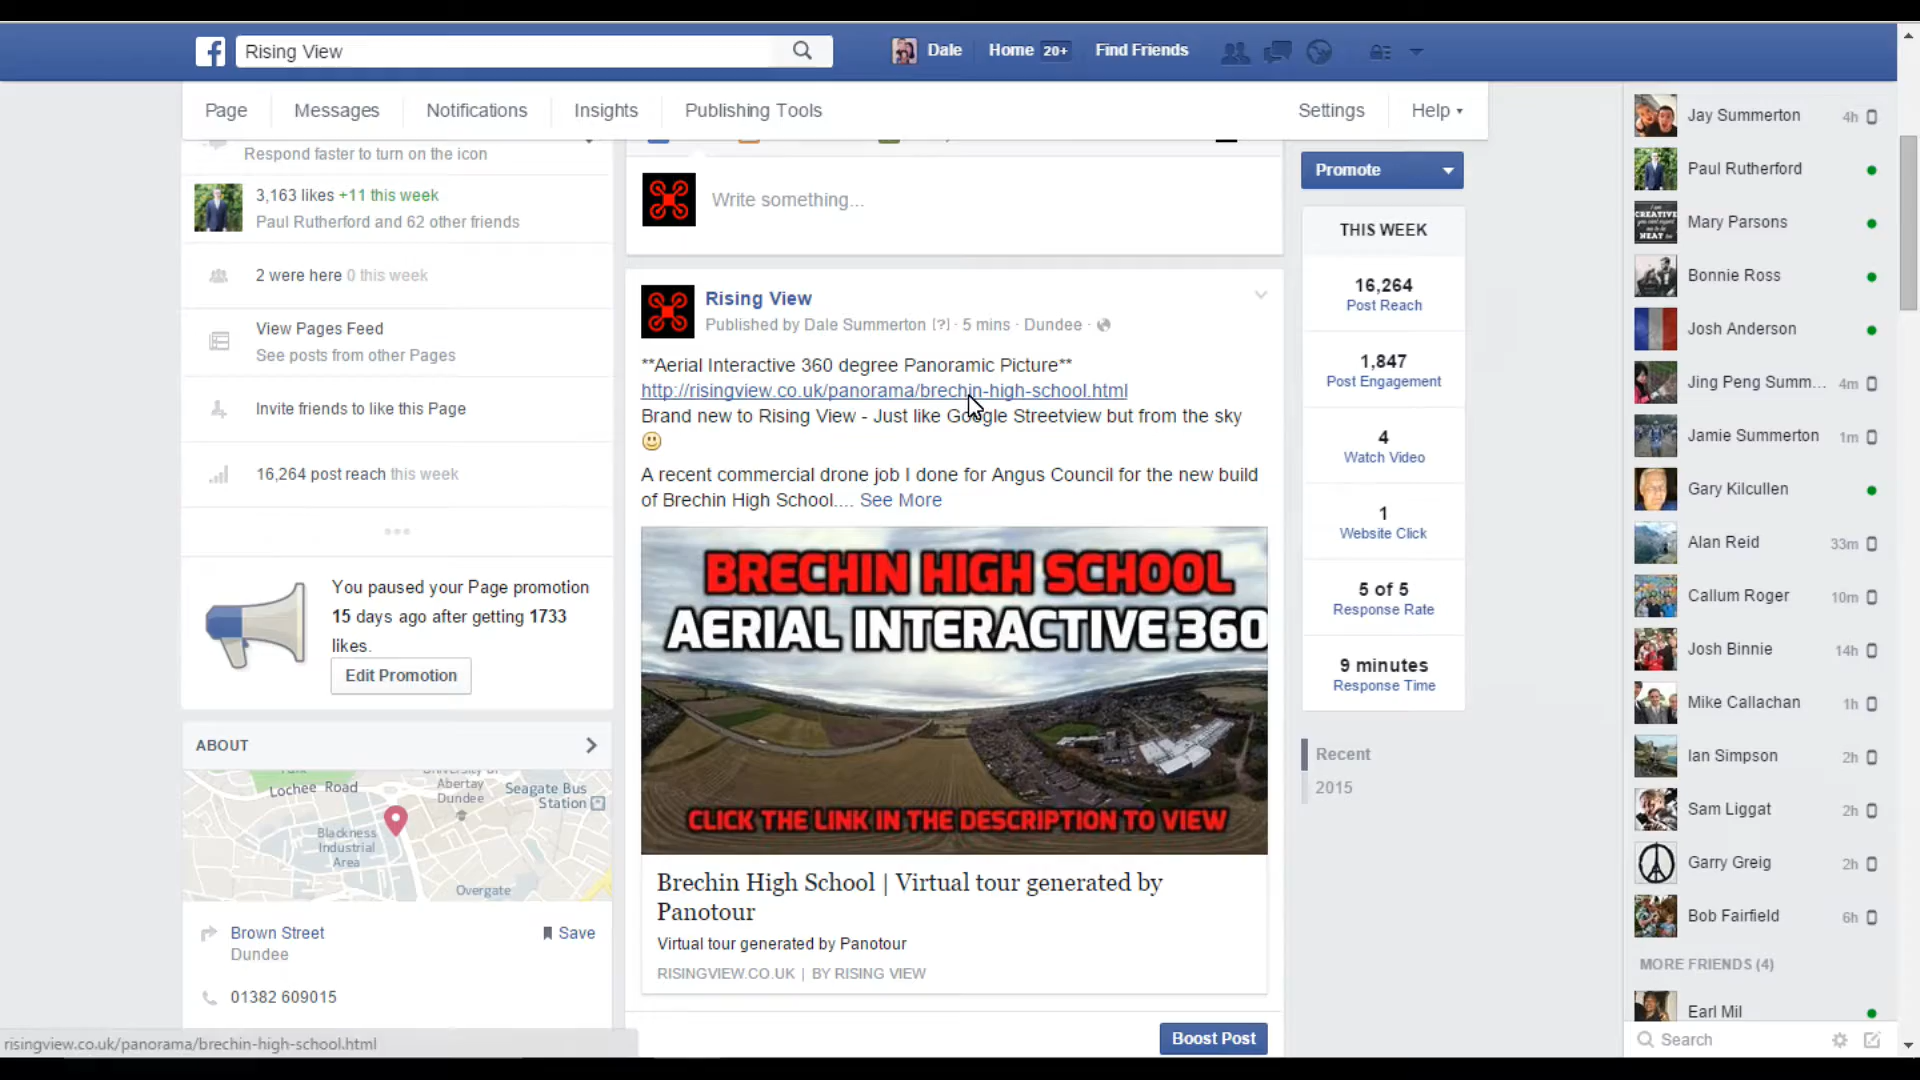 Rising View
Dale
Home 20+
Find Friends
Page
Messages
Notifications
Insights
Publishing Tools
Settings
Help
Respond faster to turn on the icon
3,163 likes +11 this week
Paul Rutherford and 62 other friends
2 were here 0 this week
View Pages Feed
See posts from other Pages
Invite friends to like this Page
16,264 post reach this week
You paused your Page promotion
15 days ago after getting 1733
likes.
Edit Promotion
ABOUT
Lochee Road
Abertay
Dundee
Seagate Bus
Station
Blackness
Industrial
Area
Overgate
Brown Street
Dundee
Save
01382 609015
risingview.co.uk/panorama/brechin-high-school.html
Write something...
Rising View
Published by Dale Summerton [?] · 5 mins · Dundee ·
**Aerial Interactive 360 degree Panoramic Picture**
http://risingview.co.uk/panorama/brechin-high-school.html
Brand new to Rising View - Just like Google Streetview but from the sky
A recent commercial drone job I done for Angus Council for the new build
of Brechin High School.... See More
BRECHIN HIGH SCHOOL
AERIAL INTERACTIVE 360
CLICK THE LINK IN THE DESCRIPTION TO VIEW
Brechin High School | Virtual tour generated by
Panotour
Virtual tour generated by Panotour
RISINGVIEW.CO.UK | BY RISING VIEW
Boost Post
Promote
THIS WEEK
16,264
Post Reach
1,847
Post Engagement
4
Watch Video
1
Website Click
5 of 5
Response Rate
9 minutes
Response Time
Recent
2015
Jay Summerton 4h
Paul Rutherford
Mary Parsons
Bonnie Ross
Josh Anderson
Jing Peng Summ... 4m
Jamie Summerton 1m
Gary Kilcullen
Alan Reid 33m
Callum Roger 10m
Josh Binnie 14h
Mike Callachan 1h
Ian Simpson 2h
Sam Liggat 2h
Garry Greig 2h
Bob Fairfield 6h
MORE FRIENDS (4)
Earl Mil
Search